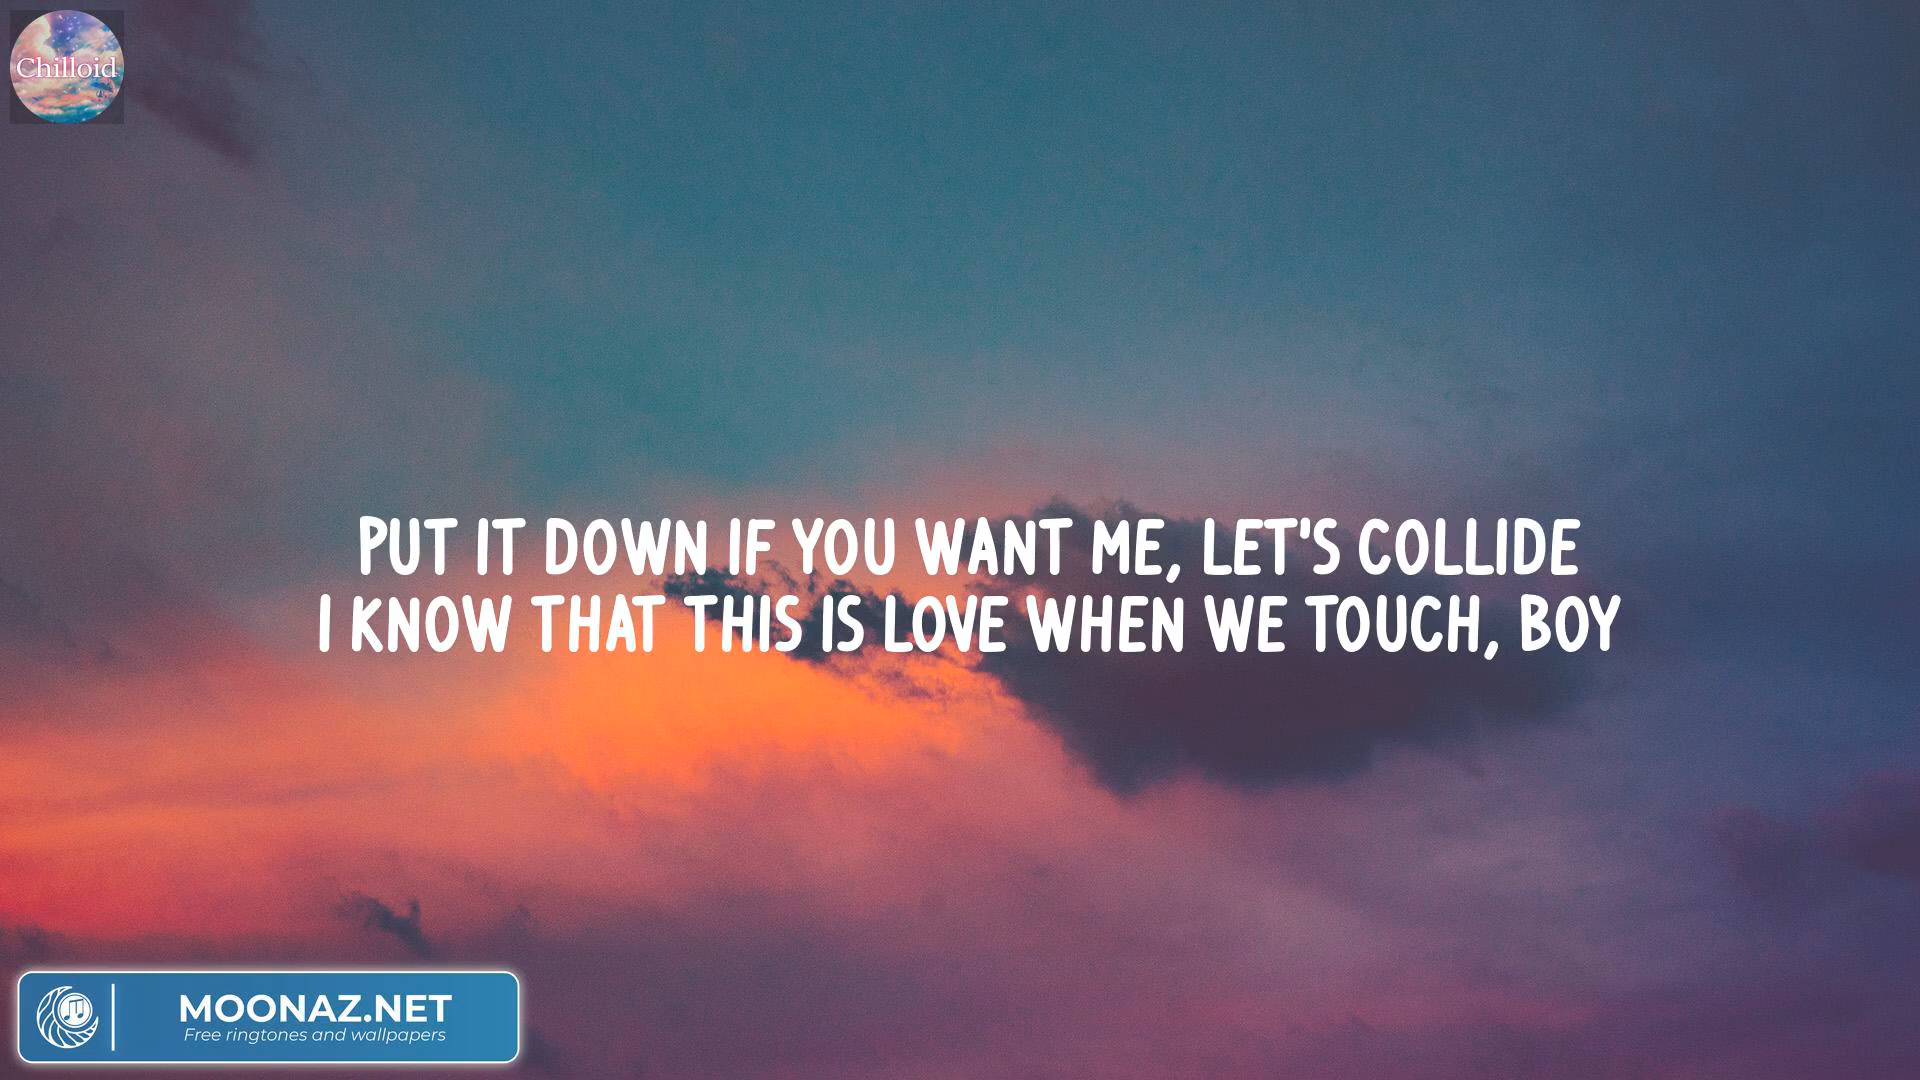 Chilloid
PUT IT DOWN IF YOU WANT ME, LET'S COLLIDE
I KNOW THAT THIS IS LOVE WHEN WE TOUCH, BOY
MOONAZ.NET
Free ringtones and wallpapers